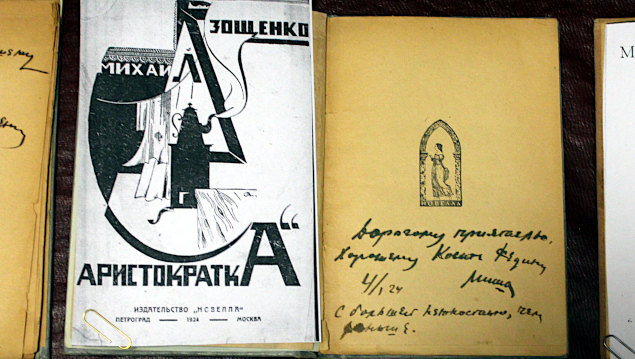 ЗОЩЕНКО
МИХАИЛ
АРИСТОКРАТКА"
ИЗДАТЕЛЬСТВО „НОВЕЛЛА"
ПЕТРОГРАД — 1924 — МОСКВА
НОВЕЛЛА
Дорогому приятелю,
Хорошему Косте Федину
4/I 24 Миша
С большей нежностью, чем
раньше.
М